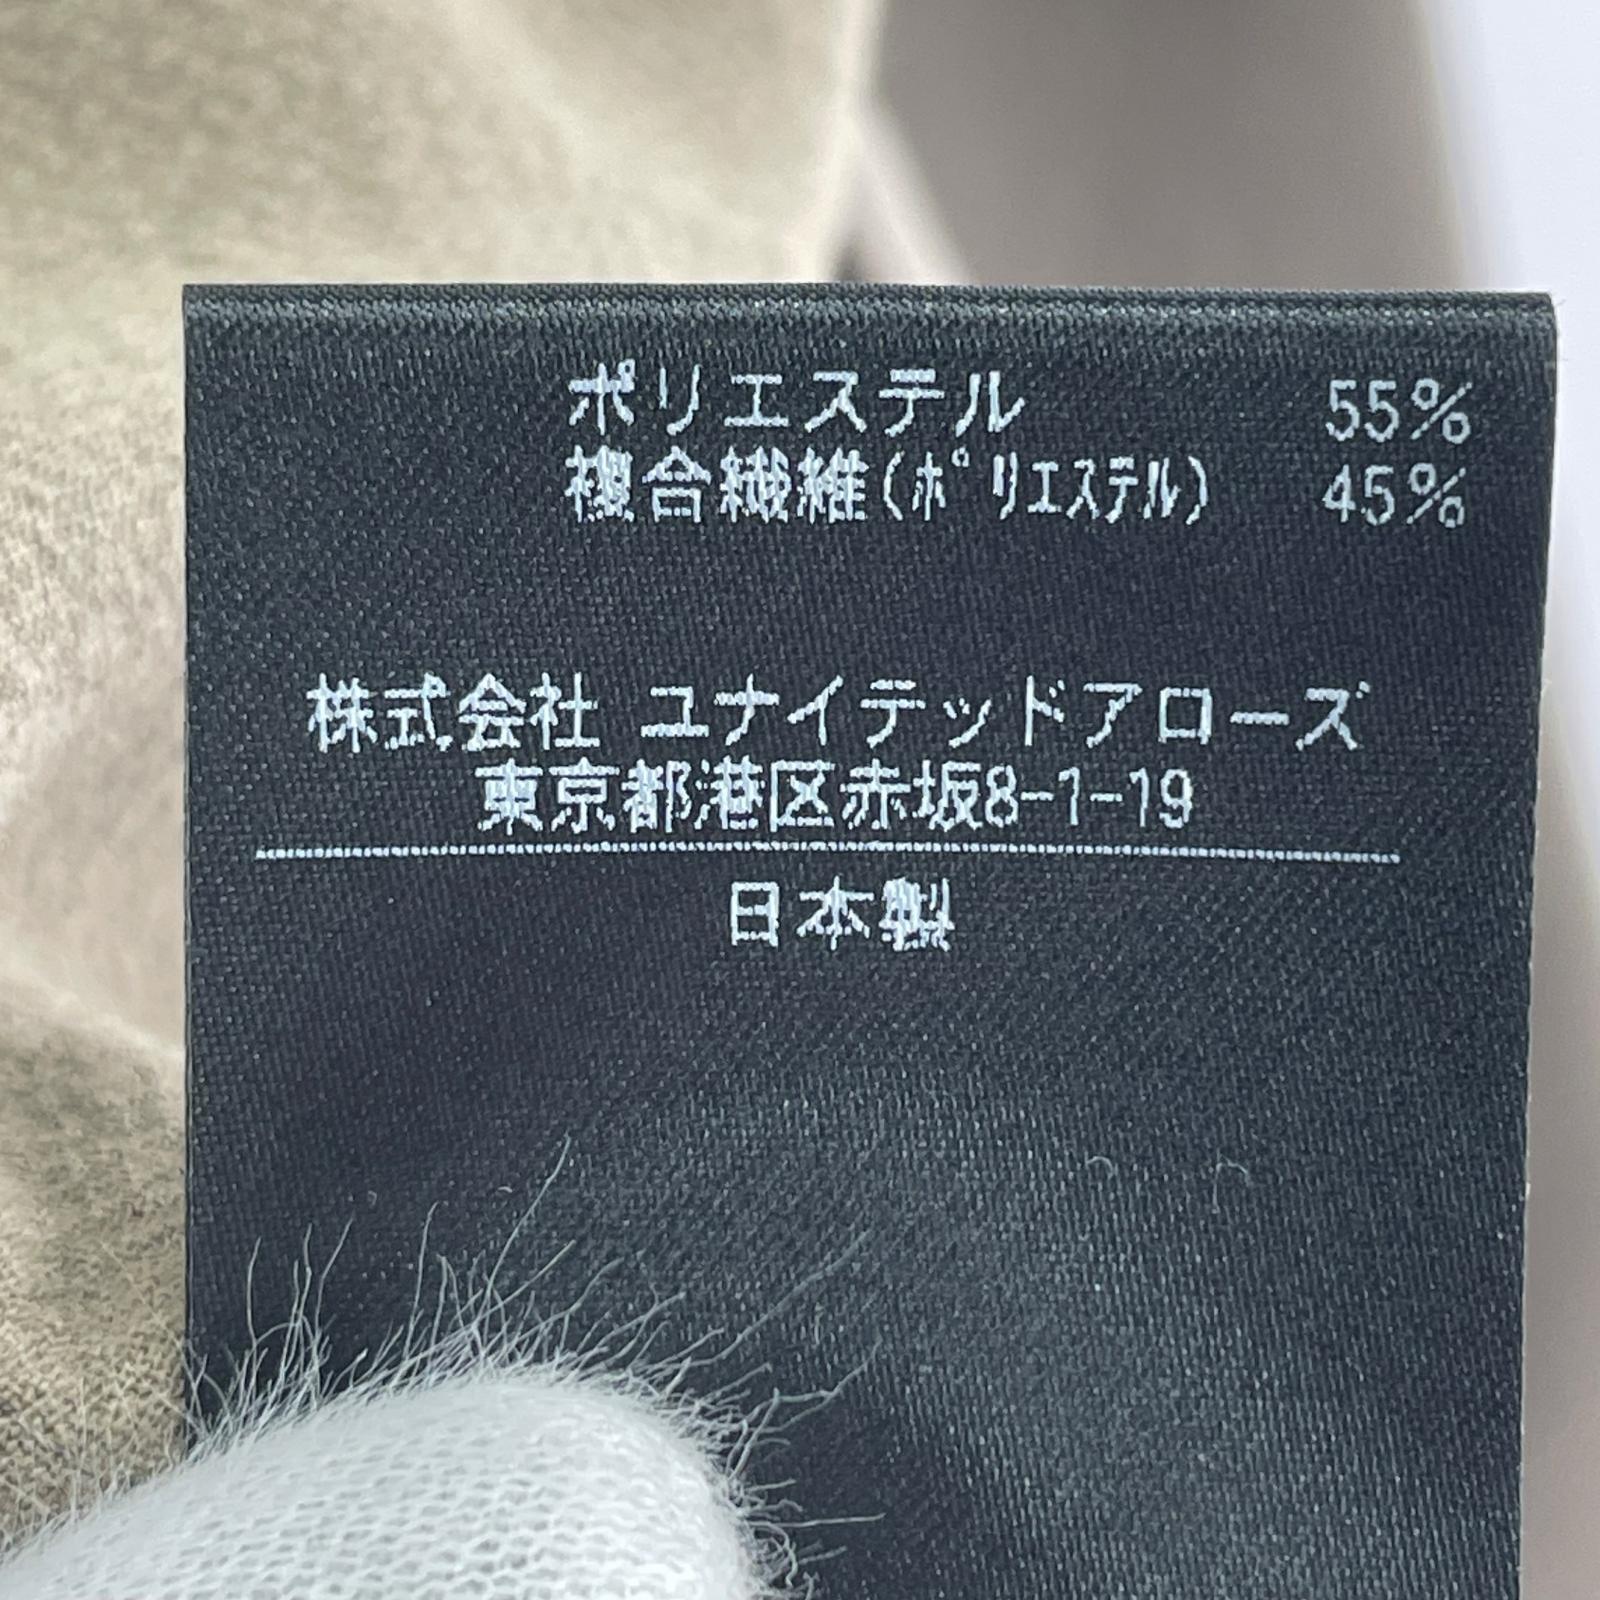 ポリエステル 55%
複合繊維(ポリエステル) 45%
株式会社 ユナイテッドアローズ
東京都港区赤坂8-1-19
日本製